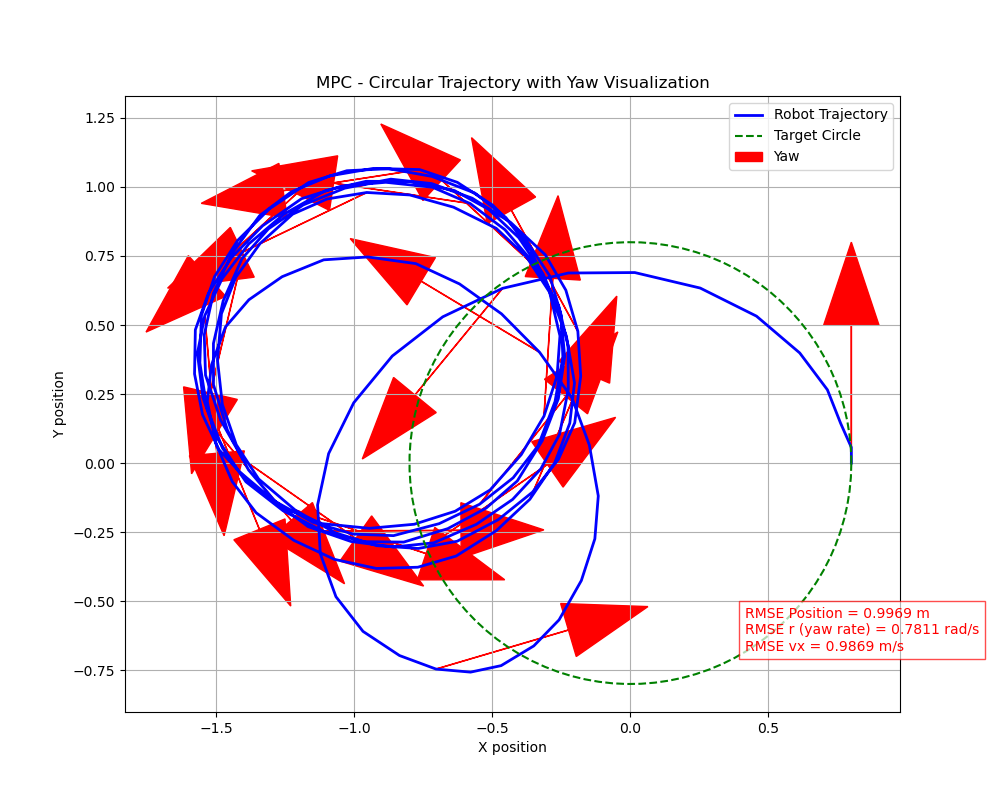 MPC - Circular Trajectory with Yaw Visualization
1.25
1.00
0.75
0.50
0.25
0.00
−0.25
−0.50
−0.75
Y position
Robot Trajectory
Target Circle
Yaw
RMSE Position = 0.9969 m
RMSE r (yaw rate) = 0.7811 rad/s
RMSE vx = 0.9869 m/s
−1.5
−1.0
−0.5
0.0
0.5
X position